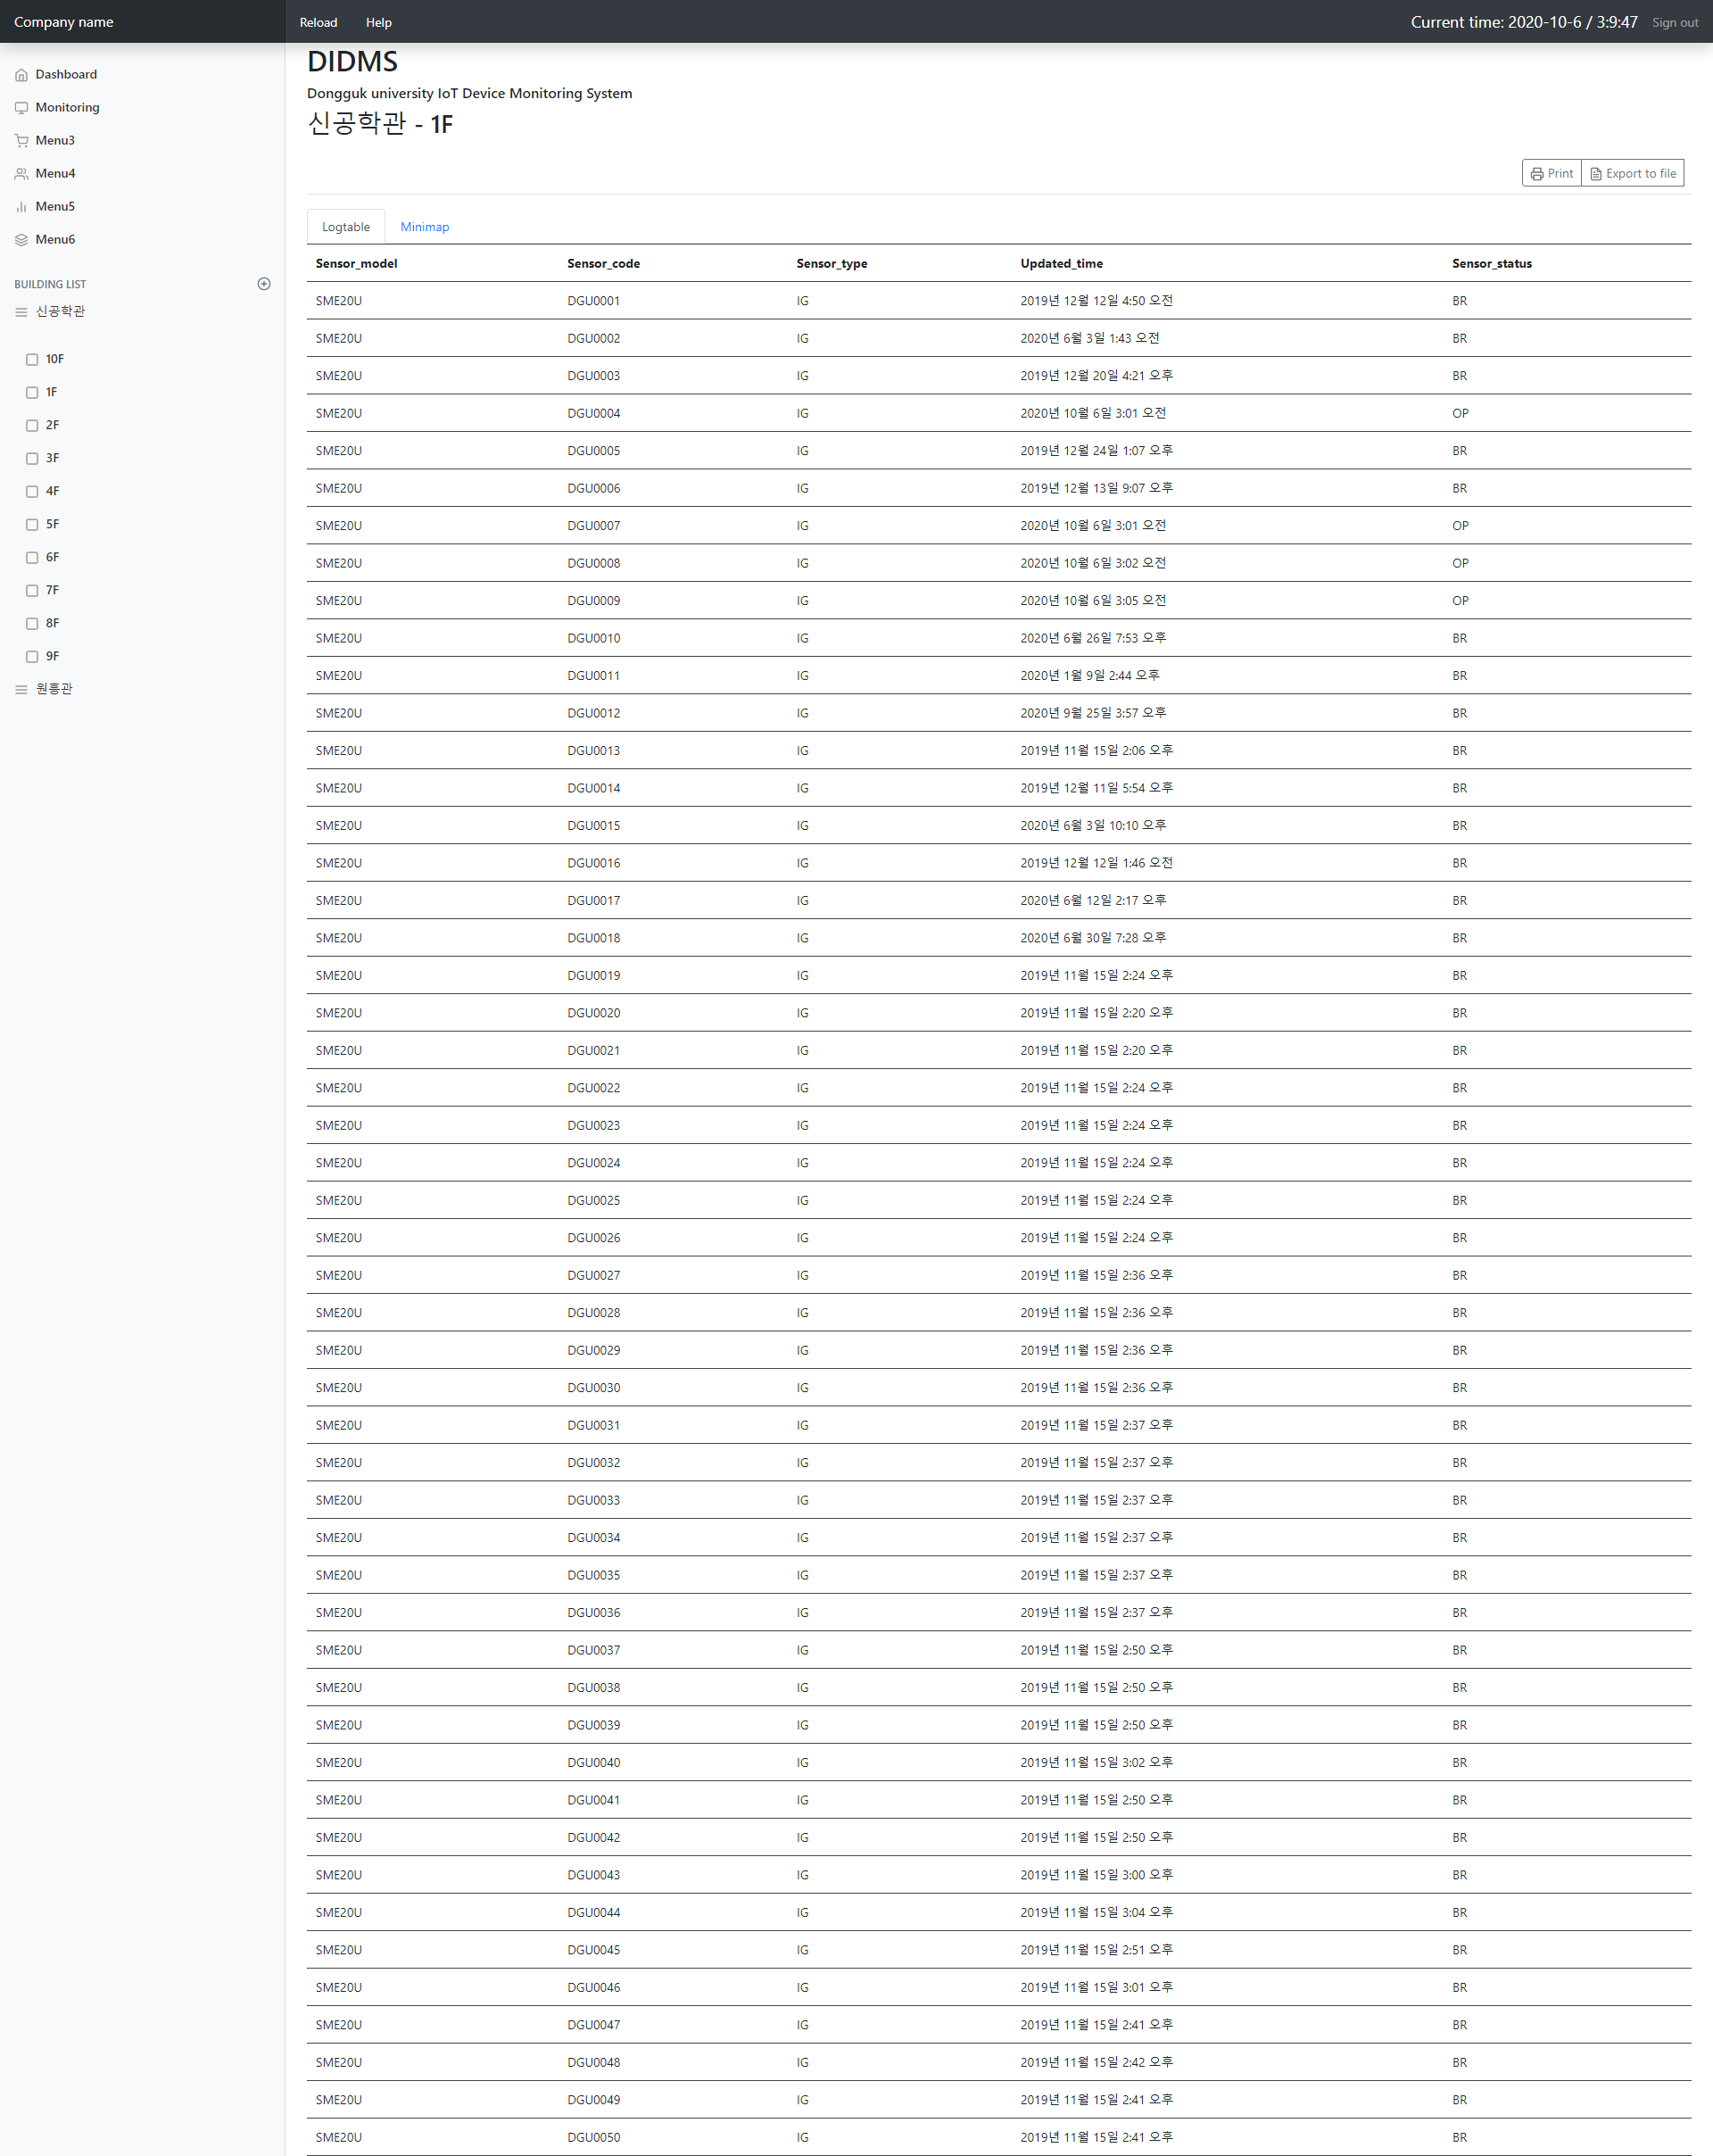 Company name
Reload Help
Current time: 2020-10-6 / 3:9:47 Sign out
Dashboard
Monitoring
Menu3
Menu4
Menu5
Menu6
BUILDING LIST
신공학관
10F
1F
2F
3F
4F
5F
6F
7F
8F
9F
원흥관
DIDMS
Dongguk university IoT Device Monitoring System
신공학관 - 1F
Print Export to file
Logtable Minimap
Sensor_model Sensor_code Sensor_type Updated_time Sensor_status
SME20U DGU0001 IG 2019년 12월 12일 4:50 오전 BR
SME20U DGU0002 IG 2020년 6월 3일 1:43 오전 BR
SME20U DGU0003 IG 2019년 12월 20일 4:21 오후 BR
SME20U DGU0004 IG 2020년 10월 6일 3:01 오전 OP
SME20U DGU0005 IG 2019년 12월 24일 1:07 오후 BR
SME20U DGU0006 IG 2019년 12월 13일 9:07 오후 BR
SME20U DGU0007 IG 2020년 10월 6일 3:01 오전 OP
SME20U DGU0008 IG 2020년 10월 6일 3:02 오전 OP
SME20U DGU0009 IG 2020년 10월 6일 3:05 오전 OP
SME20U DGU0010 IG 2020년 6월 26일 7:53 오후 BR
SME20U DGU0011 IG 2020년 1월 9일 2:44 오후 BR
SME20U DGU0012 IG 2020년 9월 25일 3:57 오후 BR
SME20U DGU0013 IG 2019년 11월 15일 2:06 오후 BR
SME20U DGU0014 IG 2019년 12월 11일 5:54 오후 BR
SME20U DGU0015 IG 2020년 6월 3일 10:10 오후 BR
SME20U DGU0016 IG 2019년 12월 12일 1:46 오전 BR
SME20U DGU0017 IG 2020년 6월 12일 2:17 오후 BR
SME20U DGU0018 IG 2020년 6월 30일 7:28 오후 BR
SME20U DGU0019 IG 2019년 11월 15일 2:24 오후 BR
SME20U DGU0020 IG 2019년 11월 15일 2:20 오후 BR
SME20U DGU0021 IG 2019년 11월 15일 2:20 오후 BR
SME20U DGU0022 IG 2019년 11월 15일 2:24 오후 BR
SME20U DGU0023 IG 2019년 11월 15일 2:24 오후 BR
SME20U DGU0024 IG 2019년 11월 15일 2:24 오후 BR
SME20U DGU0025 IG 2019년 11월 15일 2:24 오후 BR
SME20U DGU0026 IG 2019년 11월 15일 2:24 오후 BR
SME20U DGU0027 IG 2019년 11월 15일 2:36 오후 BR
SME20U DGU0028 IG 2019년 11월 15일 2:36 오후 BR
SME20U DGU0029 IG 2019년 11월 15일 2:36 오후 BR
SME20U DGU0030 IG 2019년 11월 15일 2:36 오후 BR
SME20U DGU0031 IG 2019년 11월 15일 2:37 오후 BR
SME20U DGU0032 IG 2019년 11월 15일 2:37 오후 BR
SME20U DGU0033 IG 2019년 11월 15일 2:37 오후 BR
SME20U DGU0034 IG 2019년 11월 15일 2:37 오후 BR
SME20U DGU0035 IG 2019년 11월 15일 2:37 오후 BR
SME20U DGU0036 IG 2019년 11월 15일 2:37 오후 BR
SME20U DGU0037 IG 2019년 11월 15일 2:50 오후 BR
SME20U DGU0038 IG 2019년 11월 15일 2:50 오후 BR
SME20U DGU0039 IG 2019년 11월 15일 2:50 오후 BR
SME20U DGU0040 IG 2019년 11월 15일 3:02 오후 BR
SME20U DGU0041 IG 2019년 11월 15일 2:50 오후 BR
SME20U DGU0042 IG 2019년 11월 15일 2:50 오후 BR
SME20U DGU0043 IG 2019년 11월 15일 3:00 오후 BR
SME20U DGU0044 IG 2019년 11월 15일 3:04 오후 BR
SME20U DGU0045 IG 2019년 11월 15일 2:51 오후 BR
SME20U DGU0046 IG 2019년 11월 15일 3:01 오후 BR
SME20U DGU0047 IG 2019년 11월 15일 2:41 오후 BR
SME20U DGU0048 IG 2019년 11월 15일 2:42 오후 BR
SME20U DGU0049 IG 2019년 11월 15일 2:41 오후 BR
SME20U DGU0050 IG 2019년 11월 15일 2:41 오후 BR